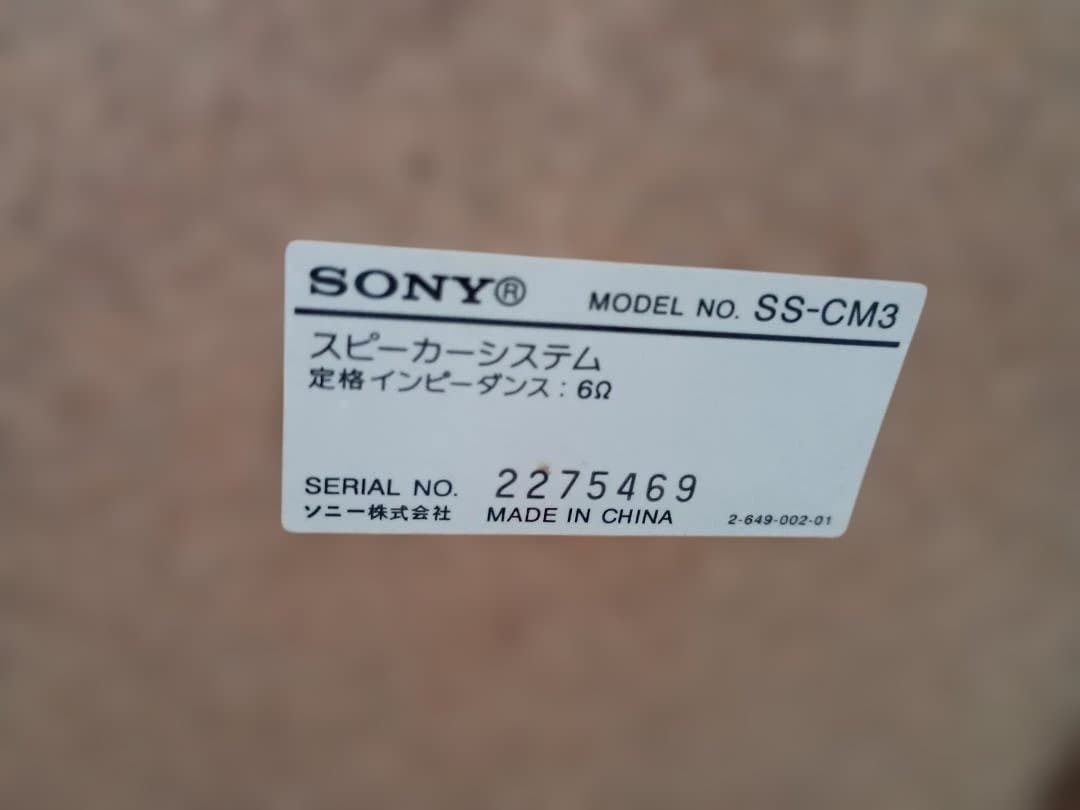 SONY® MODEL NO. SS-CM3
スピーカーシステム
定格インピーダンス：6Ω
SERIAL NO. 2275469
ソニー株式会社 MADE IN CHINA 2-649-002-01